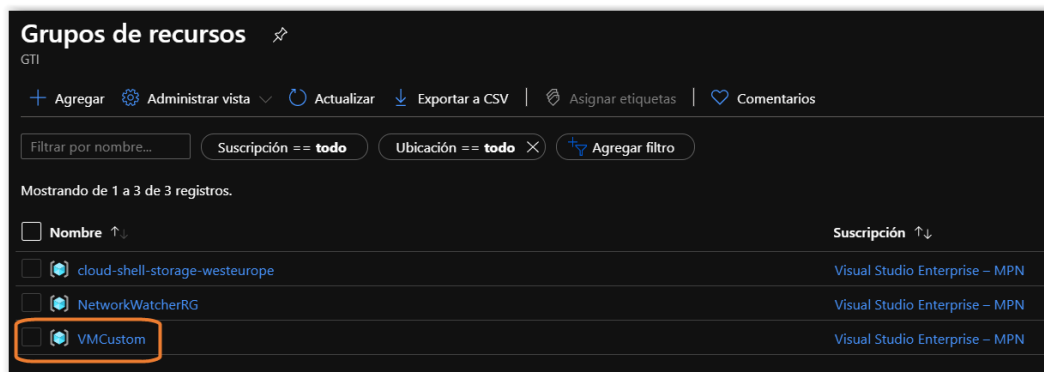 Grupos de recursos
GTI
Agregar Administrar vista Actualizar Exportar a CSV Asignar etiquetas Comentarios
Filtrar por nombre... Suscripción == todo Ubicación == todo Agregar filtro
Mostrando de 1 a 3 de 3 registros.
Nombre Suscripción
cloud-shell-storage-westeurope Visual Studio Enterprise – MPN
NetworkWatcherRG Visual Studio Enterprise – MPN
VMCustom Visual Studio Enterprise – MPN